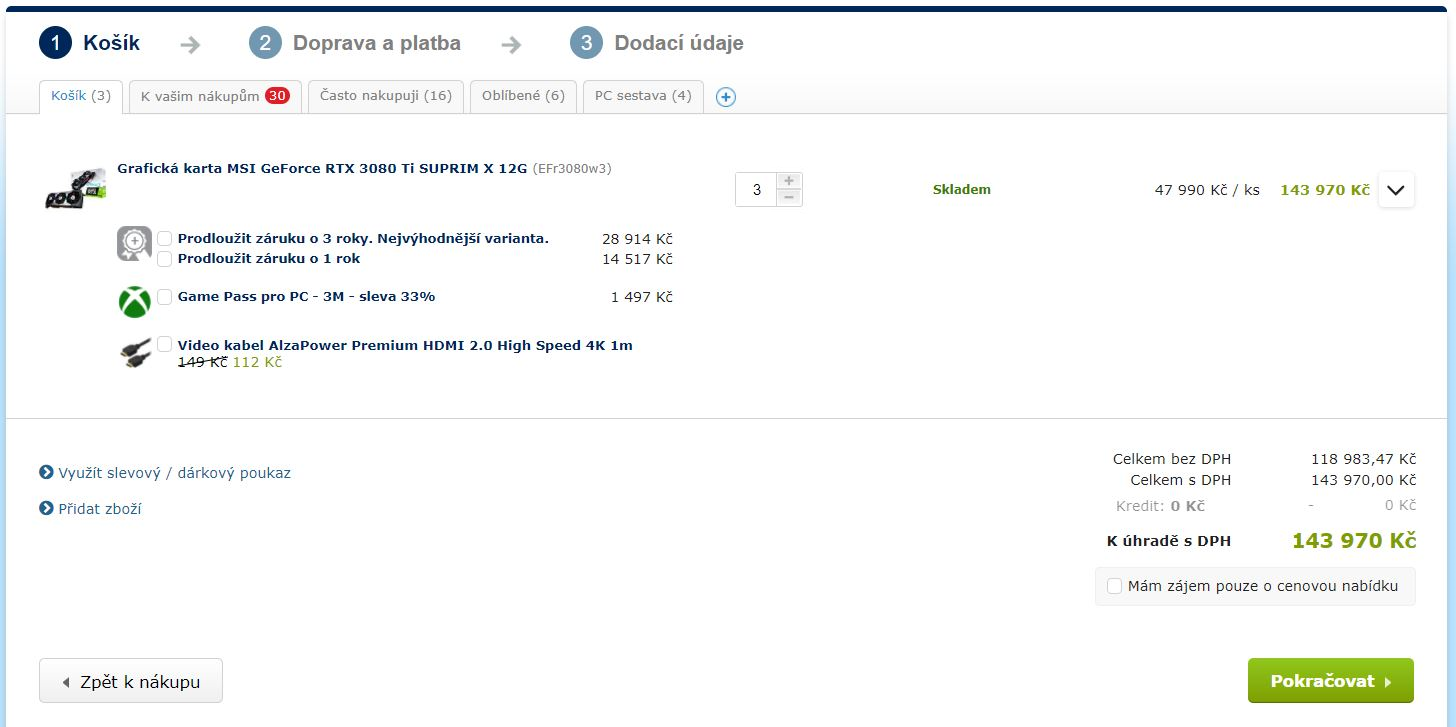 1 Košík 2 Doprava a platba 3 Dodací údaje
Košík (3) K vašim nákupům 30 Často nakupuji (16) Oblíbené (6) PC sestava (4)
Grafická karta MSI GeForce RTX 3080 Ti SUPRIM X 12G (EFr3080w3)
3 + − Skladem 47 990 Kč / ks 143 970 Kč
Prodloužit záruku o 3 roky. Nejvýhodnější varianta. 28 914 Kč
Prodloužit záruku o 1 rok 14 517 Kč
Game Pass pro PC - 3M - sleva 33% 1 497 Kč
Video kabel AlzaPower Premium HDMI 2.0 High Speed 4K 1m
149 Kč 112 Kč
Využít slevový / dárkový poukaz
Přidat zboží
Celkem bez DPH 118 983,47 Kč
Celkem s DPH 143 970,00 Kč
Kredit: 0 Kč - 0 Kč
K úhradě s DPH 143 970 Kč
Mám zájem pouze o cenovou nabídku
Zpět k nákupu Pokračovat